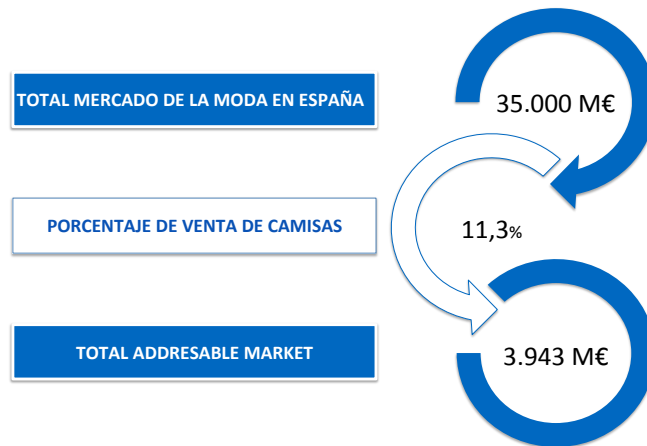 TOTAL MERCADO DE LA MODA EN ESPAÑA
35.000 M€
PORCENTAJE DE VENTA DE CAMISAS
11,3%
TOTAL ADDRESABLE MARKET
3.943 M€